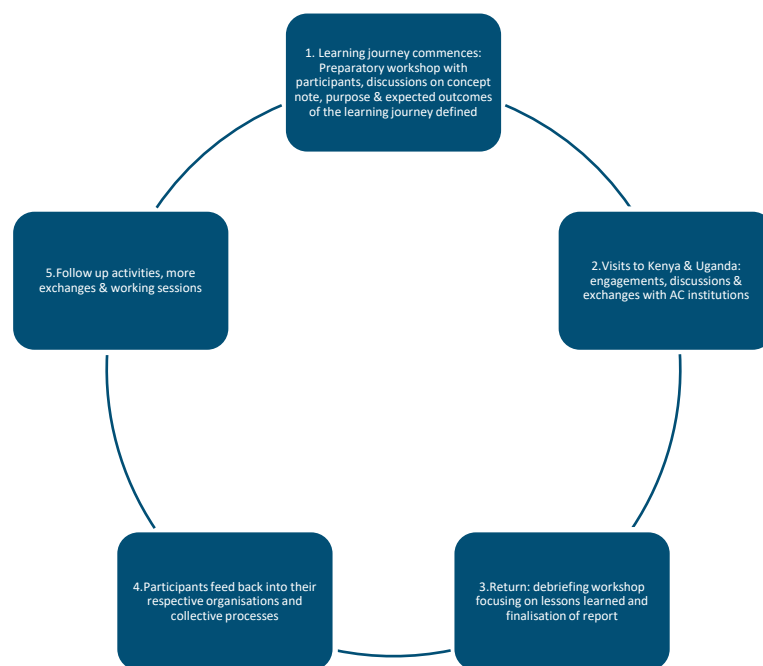 1. Learning journey commences:
Preparatory workshop with
participants, discussions on concept
note, purpose & expected outcomes
of the learning journey defined
2.Visits to Kenya & Uganda:
engagements, discussions &
exchanges with AC institutions
3.Return: debriefing workshop
focusing on lessons learned and
finalisation of report
4.Participants feed back into their
respective organisations and
collective processes
5.Follow up activities, more
exchanges & working sessions